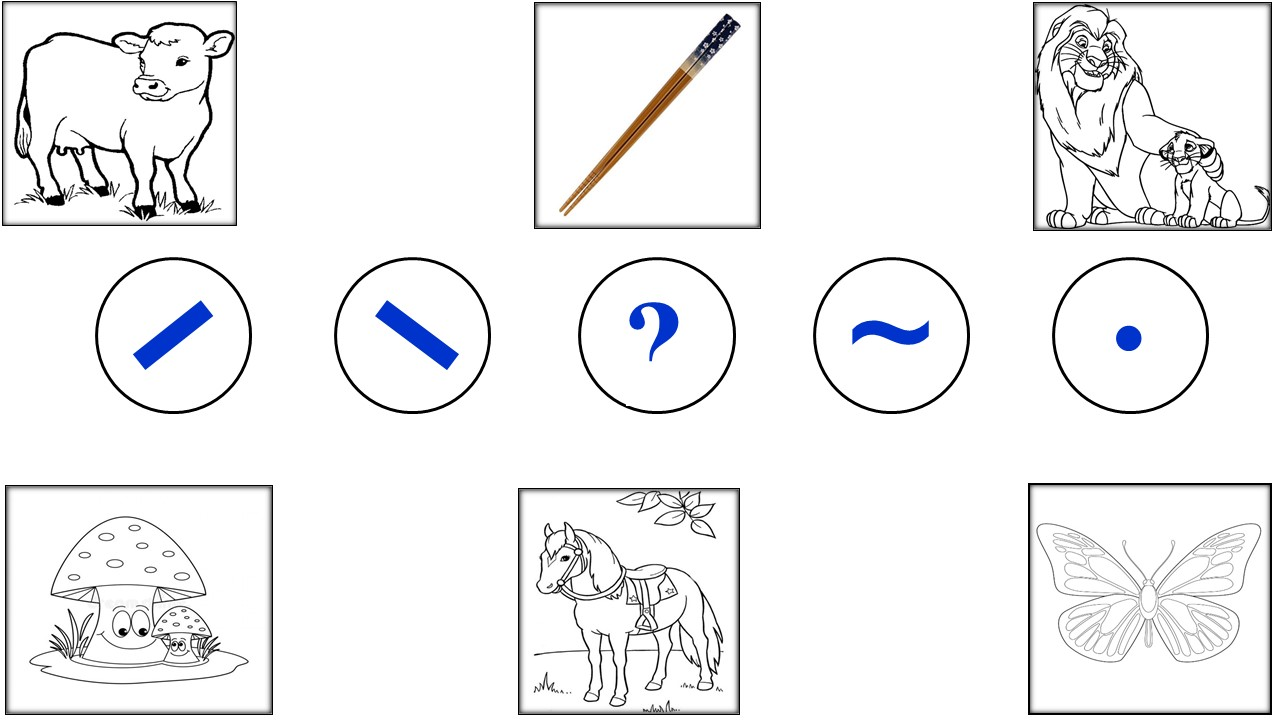 / \ ? ~ .